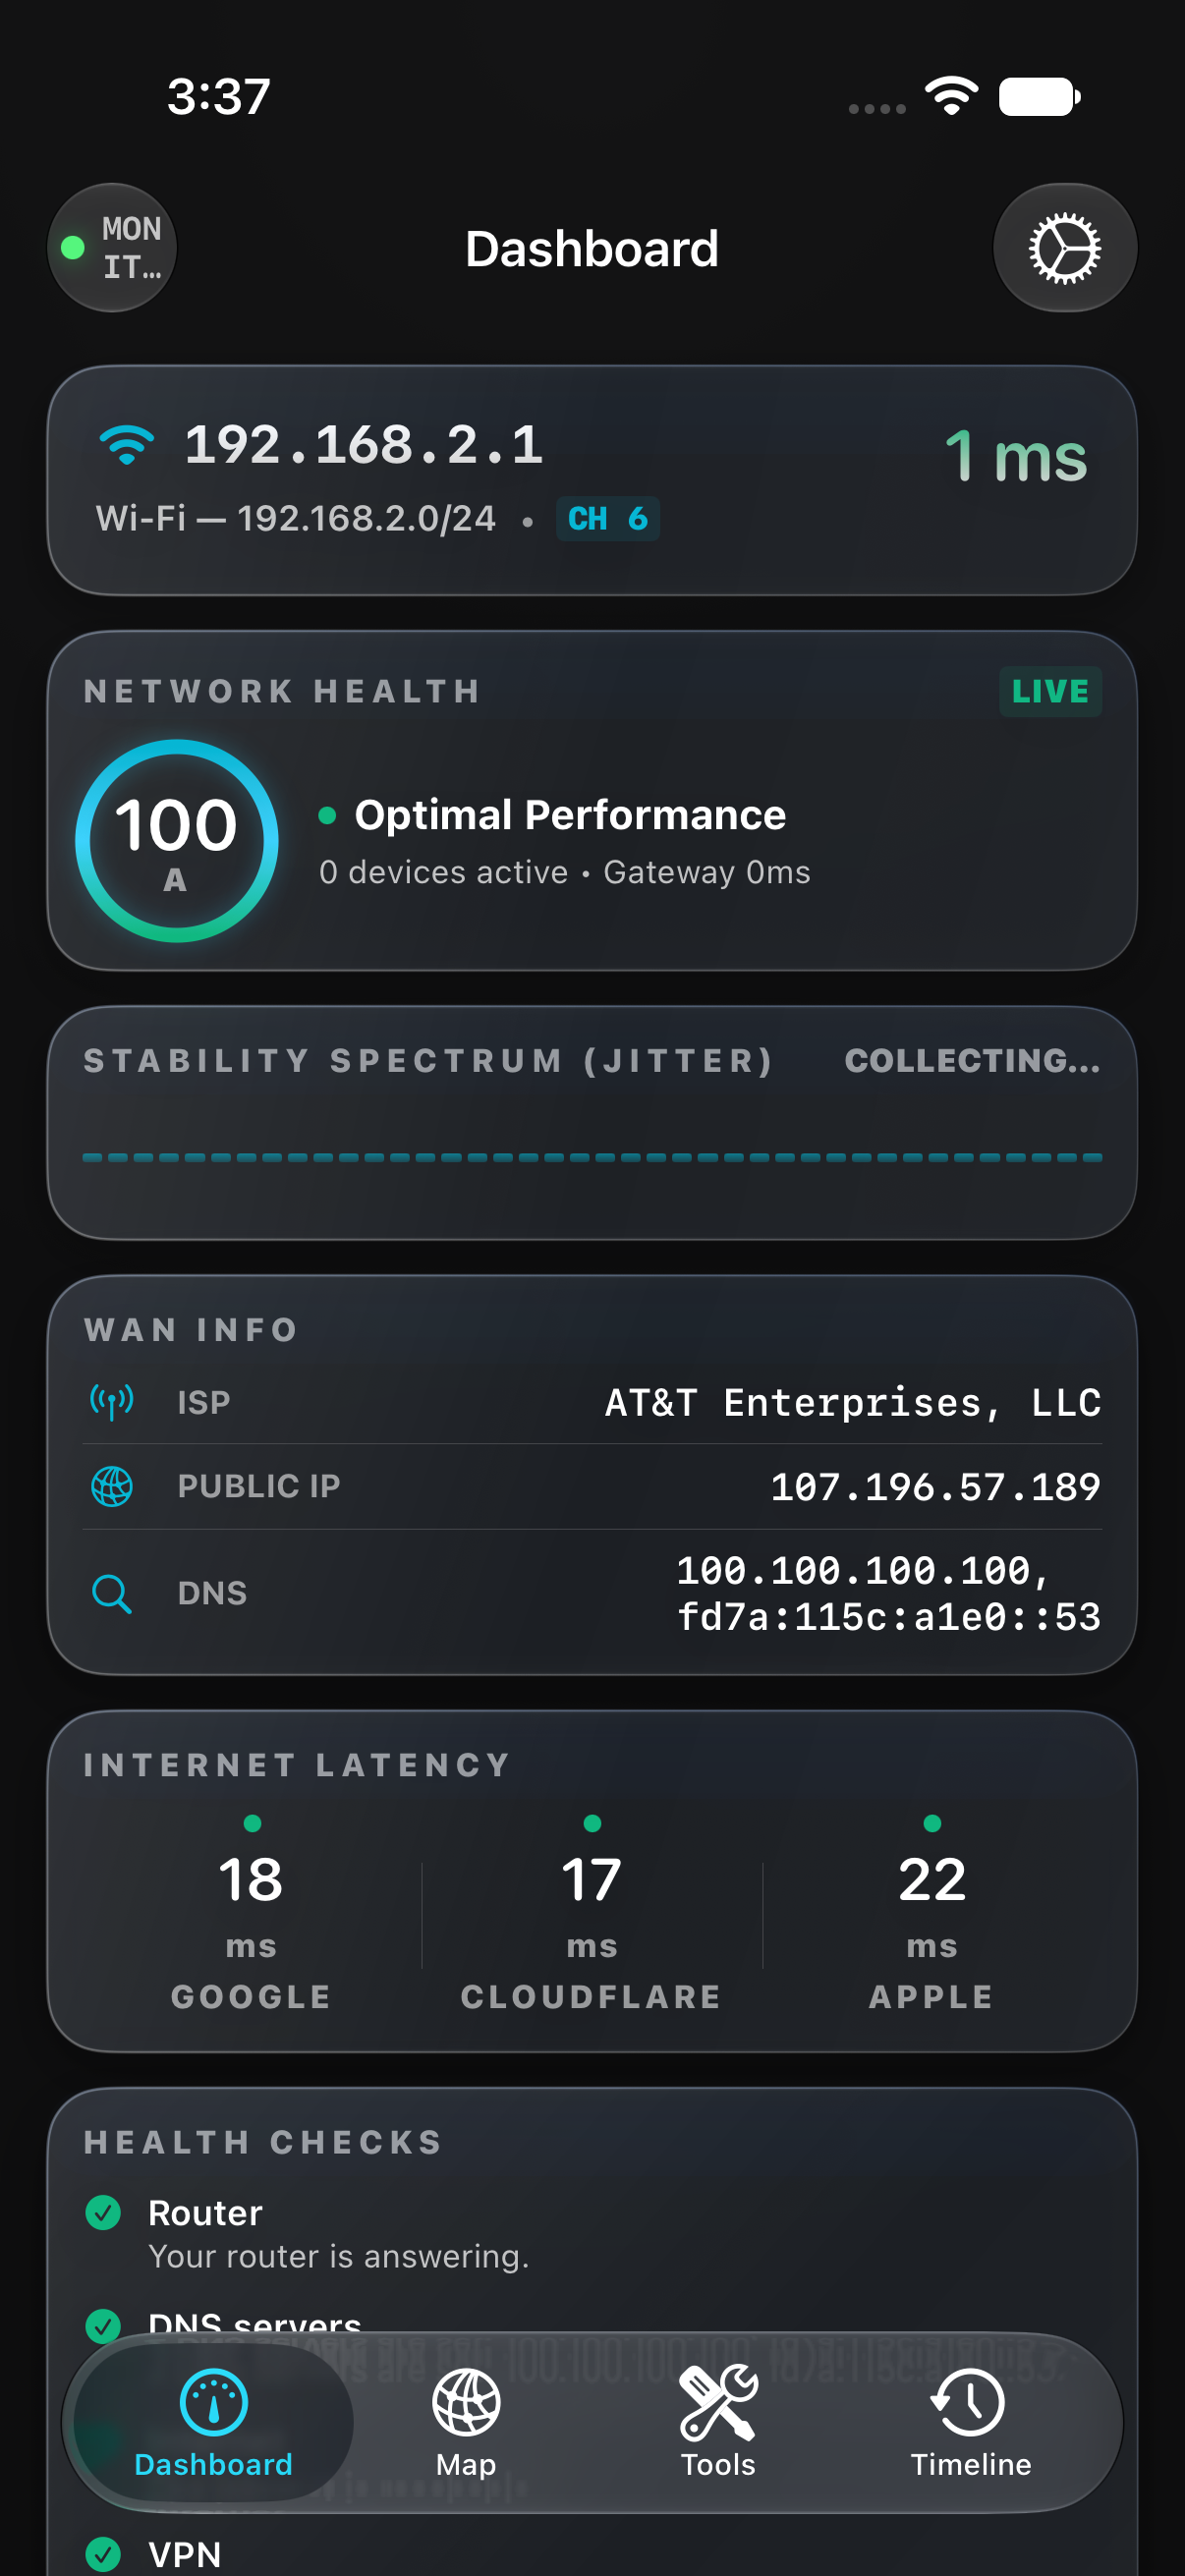 3:37
MON
IT…
Dashboard
192.168.2.1
1 ms
Wi-Fi — 192.168.2.0/24 • CH 6
NETWORK HEALTH
LIVE
100
A
Optimal Performance
0 devices active • Gateway 0ms
STABILITY SPECTRUM (JITTER)
COLLECTING...
WAN INFO
ISP
AT&T Enterprises, LLC
PUBLIC IP
107.196.57.189
DNS
100.100.100.100,
fd7a:115c:a1e0::53
INTERNET LATENCY
18
ms
GOOGLE
17
ms
CLOUDFLARE
22
ms
APPLE
HEALTH CHECKS
Router
Your router is answering.
DNS servers
Dashboard
Map
Tools
Timeline
VPN